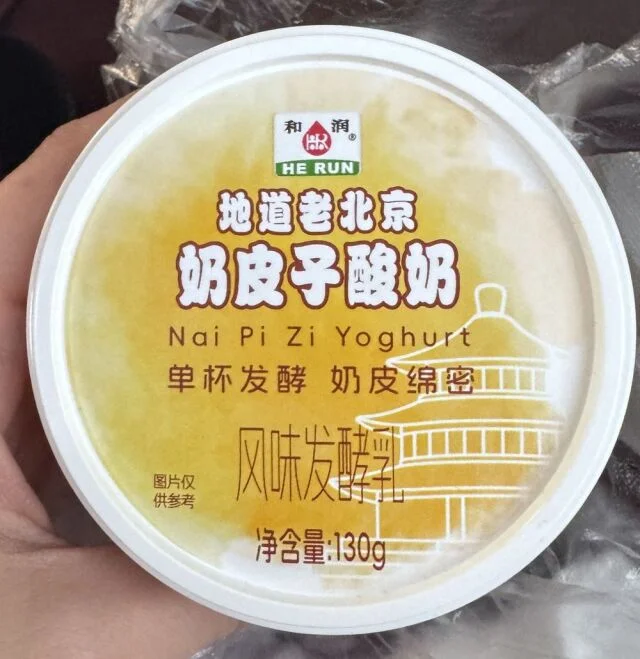 和润®
HE RUN
地道老北京
奶皮子酸奶
Nai Pi Zi Yoghurt
单杯发酵 奶皮绵密
风味发酵乳
图片仅
供参考
净含量:130g